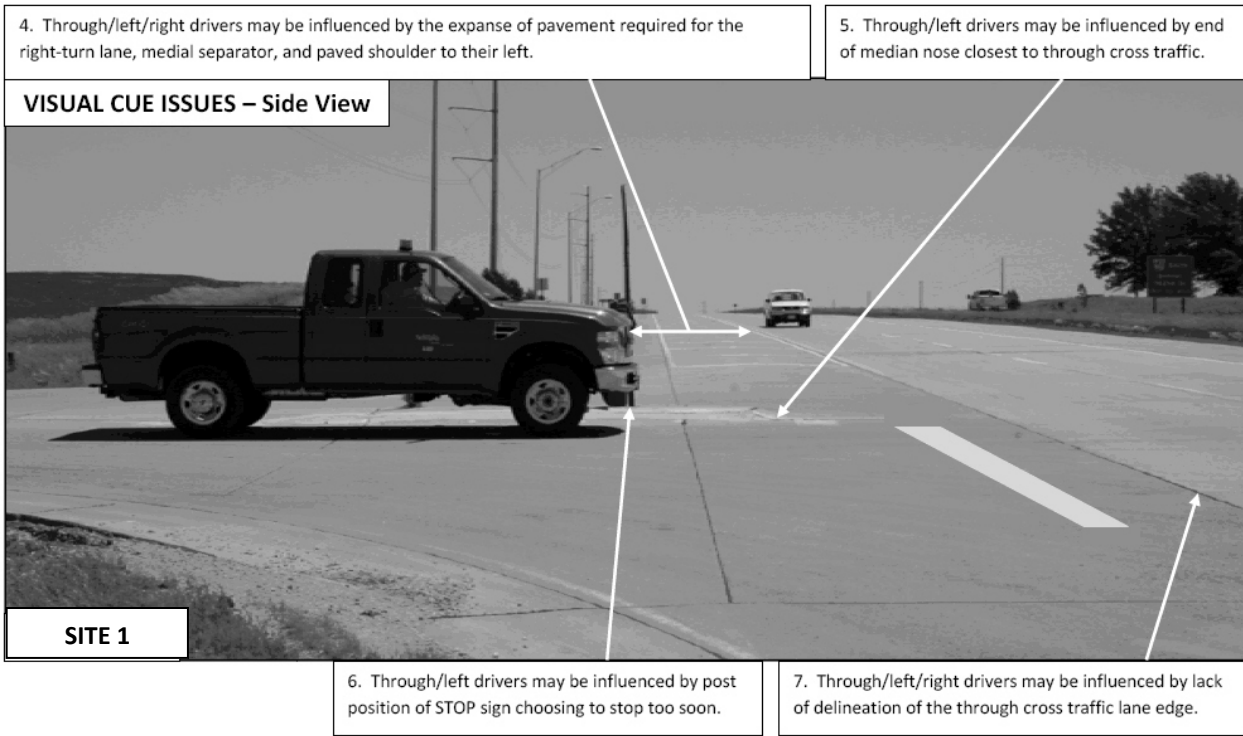 4. Through/left/right drivers may be influenced by the expanse of pavement required for the
right-turn lane, medial separator, and paved shoulder to their left.
5. Through/left drivers may be influenced by end
of median nose closest to through cross traffic.
VISUAL CUE ISSUES – Side View
SITE 1
6. Through/left drivers may be influenced by post
position of STOP sign choosing to stop too soon.
7. Through/left/right drivers may be influenced by lack
of delineation of the through cross traffic lane edge.